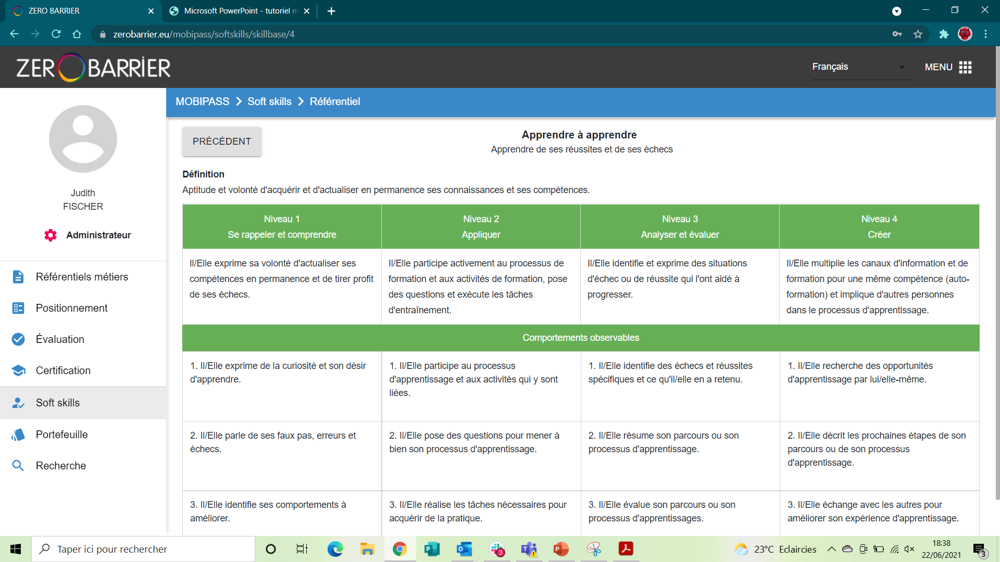 ZERO BARRIER
Microsoft PowerPoint - tutoriel m
zerobarrier.eu/mobipass/softskills/skillbase/4
ZEROBARRIER
Français
MENU
MOBIPASS
Soft skills
Référentiel
Judith
FISCHER
Administrateur
Référentiels métiers
Positionnement
Évaluation
Certification
Soft skills
Portefeuille
Recherche
PRÉCÉDENT
Apprendre à apprendre
Apprendre de ses réussites et de ses échecs
Définition
Aptitude et volonté d'acquérir et d'actualiser en permanence ses connaissances et ses compétences.
Niveau 1
Se rappeler et comprendre
Niveau 2
Appliquer
Niveau 3
Analyser et évaluer
Niveau 4
Créer
Il/Elle exprime sa volonté d'actualiser ses
compétences en permanence et de tirer profit
de ses échecs.
Il/Elle participe activement au processus de
formation et aux activités de formation, pose
des questions et exécute les tâches
d'entraînement.
Il/Elle identifie et exprime des situations
d'échec ou de réussite qui l'ont aidé à
progresser.
Il/Elle multiplie les canaux d'information et de
formation pour une même compétence (auto-
formation) et implique d'autres personnes
dans le processus d'apprentissage.
Comportements observables
1. Il/Elle exprime de la curiosité et son désir
d'apprendre.
1. Il/Elle participe au processus
d'apprentissage et aux activités qui y sont
liées.
1. Il/Elle identifie des échecs et réussites
spécifiques et ce qu'il/elle en a retenu.
1. Il/Elle recherche des opportunités
d'apprentissage par lui/elle-même.
2. Il/Elle parle de ses faux pas, erreurs et
échecs.
2. Il/Elle pose des questions pour mener à
bien son processus d'apprentissage.
2. Il/Elle résume son parcours ou son
processus d'apprentissage.
2. Il/Elle décrit les prochaines étapes de son
parcours ou de son processus
d'apprentissage.
3. Il/Elle identifie ses comportements à
améliorer.
3. Il/Elle réalise les tâches nécessaires pour
acquérir de la pratique.
3. Il/Elle évalue son parcours ou son
processus d'apprentissages.
3. Il/Elle échange avec les autres pour
améliorer son expérience d'apprentissage.
Taper ici pour rechercher
3
23°C Eclaircies
18:38
22/06/2021
3